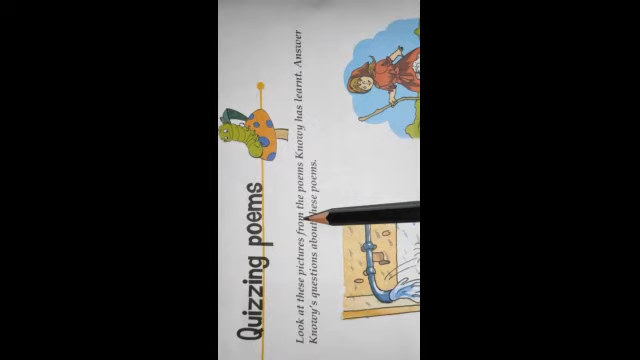 Quizzing poems
Look at these pictures from the poems Knowy has learnt. Answer
Knowy's questions about these poems.